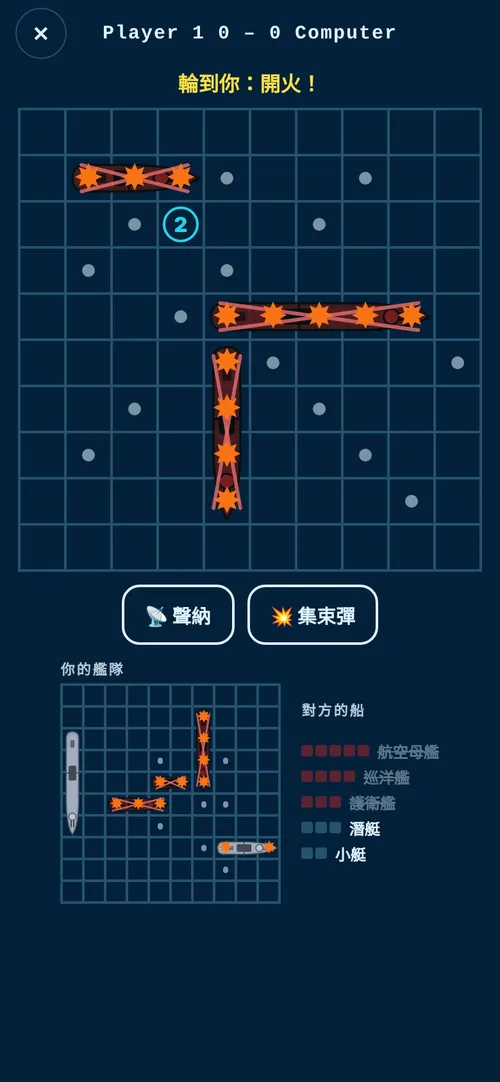 ✕
Player 1 0 – 0 Computer
輪到你：開火！
2
📡 聲納
💥 集束彈
你的艦隊
對方的船
航空母艦
巡洋艦
護衛艦
潛艇
小艇